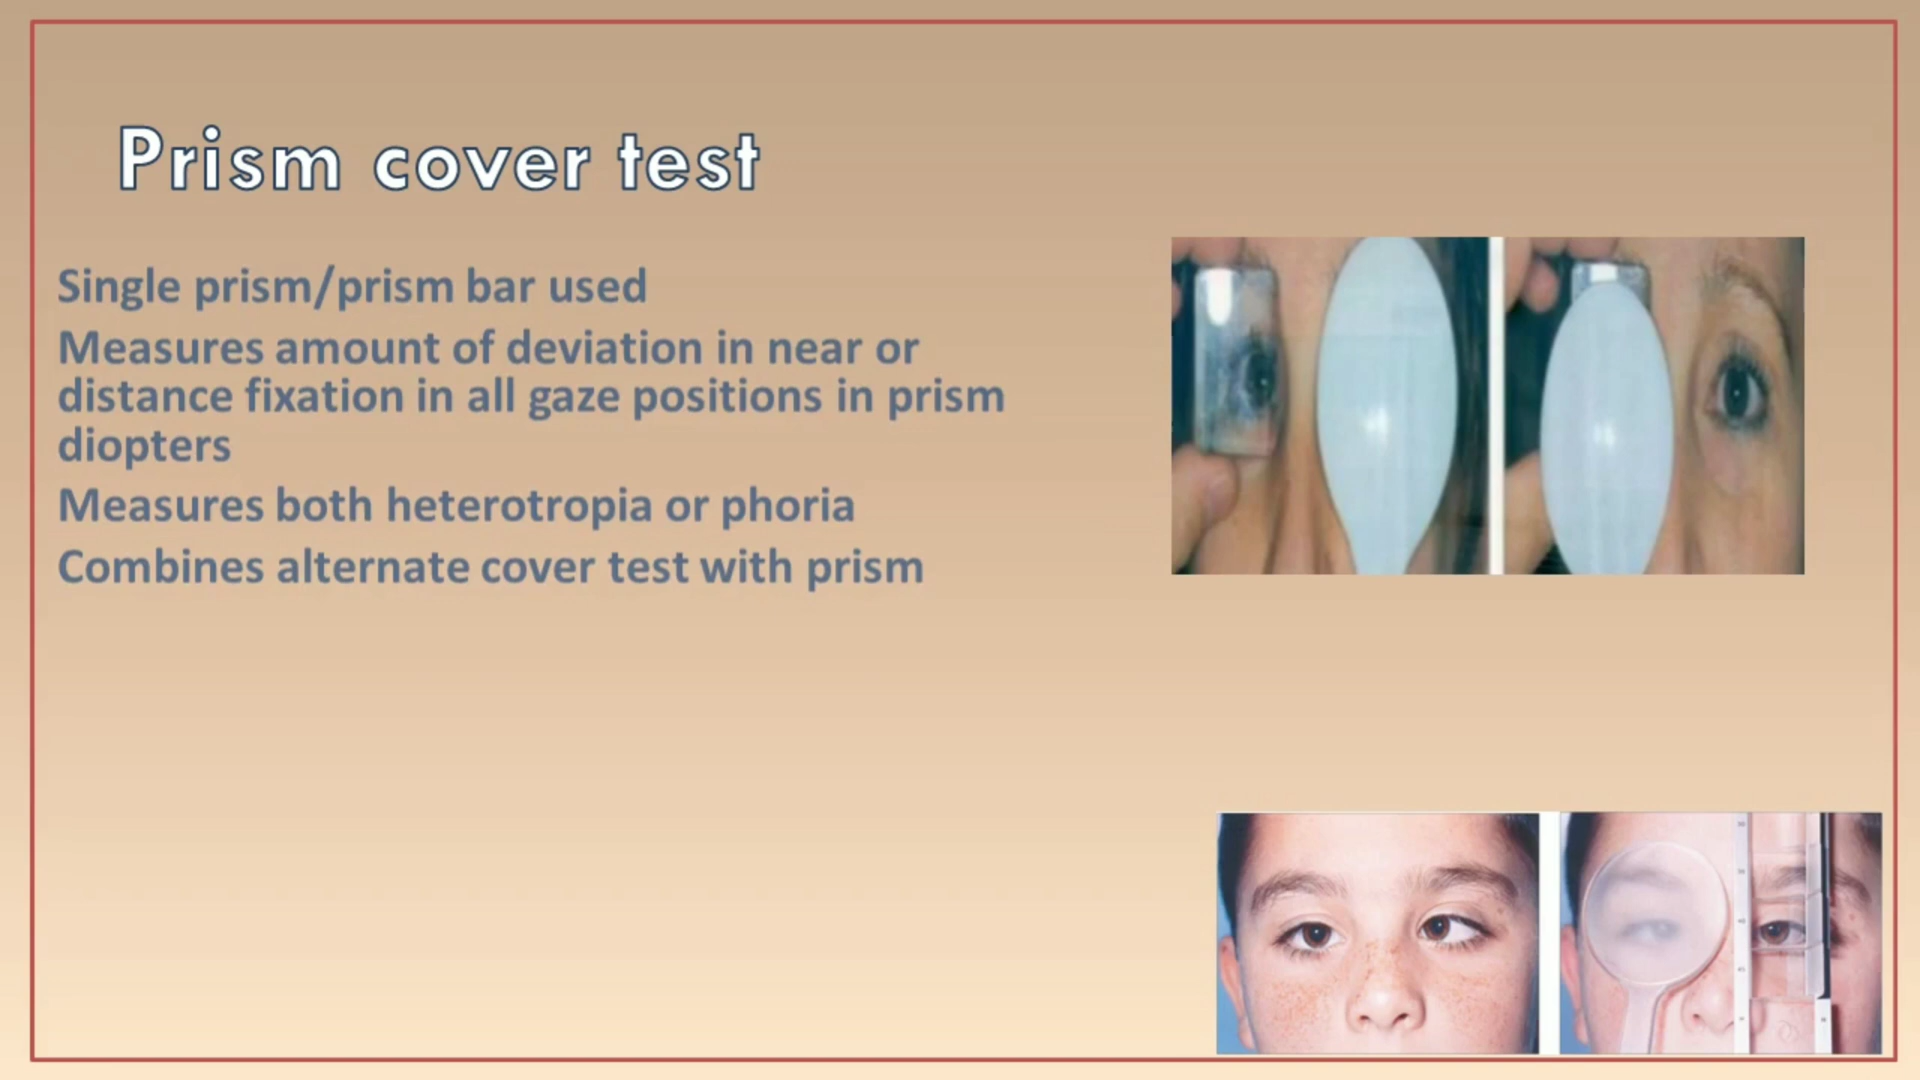 Prism cover test
Single prism/prism bar used
Measures amount of deviation in near or
distance fixation in all gaze positions in prism
diopters
Measures both heterotropia or phoria
Combines alternate cover test with prism